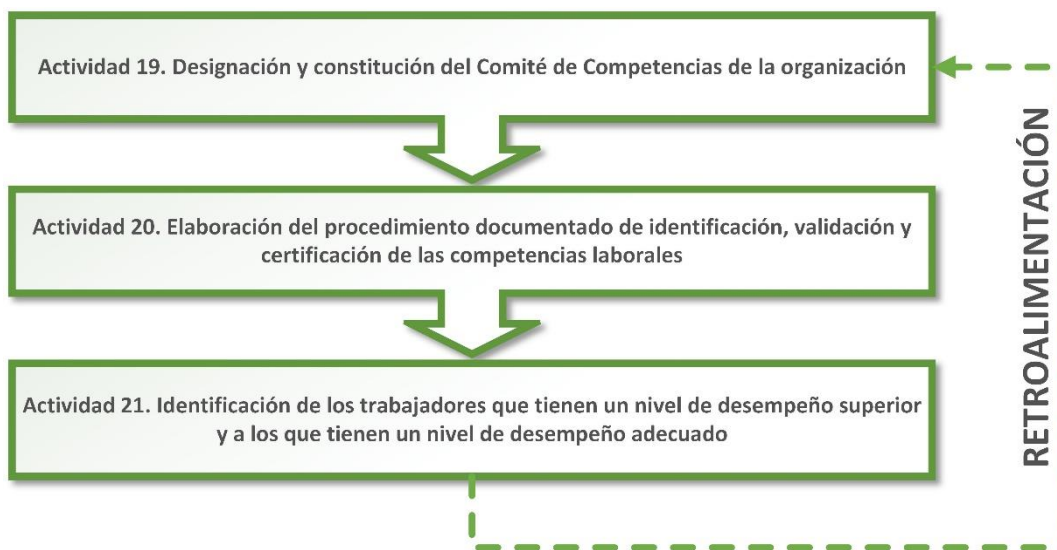 Actividad 19. Designación y constitución del Comité de Competencias de la organización
Actividad 20. Elaboración del procedimiento documentado de identificación, validación y
certificación de las competencias laborales
Actividad 21. Identificación de los trabajadores que tienen un nivel de desempeño superior
y a los que tienen un nivel de desempeño adecuado
RETROALIMENTACIÓN